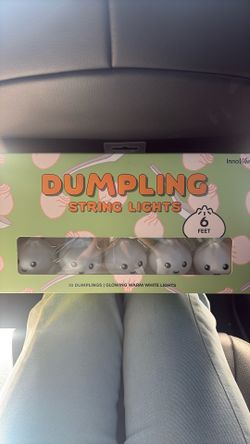 DUMPLING
STRING LIGHTS
6
FEET
10 DUMPLINGS | GLOWING WARM WHITE LIGHTS